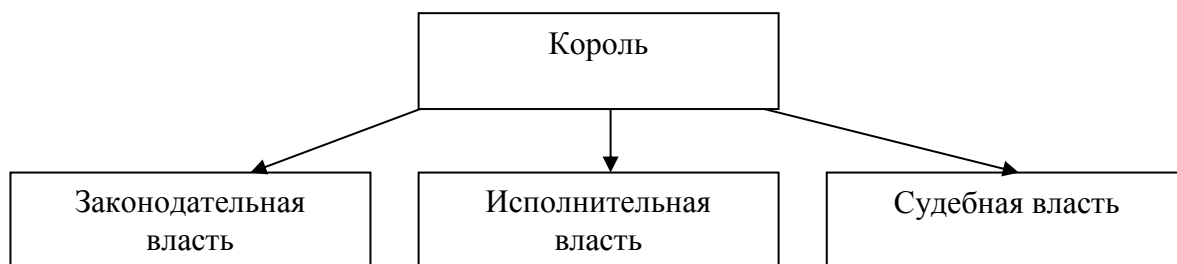 Король
Законодательная
власть
Исполнительная
власть
Судебная власть